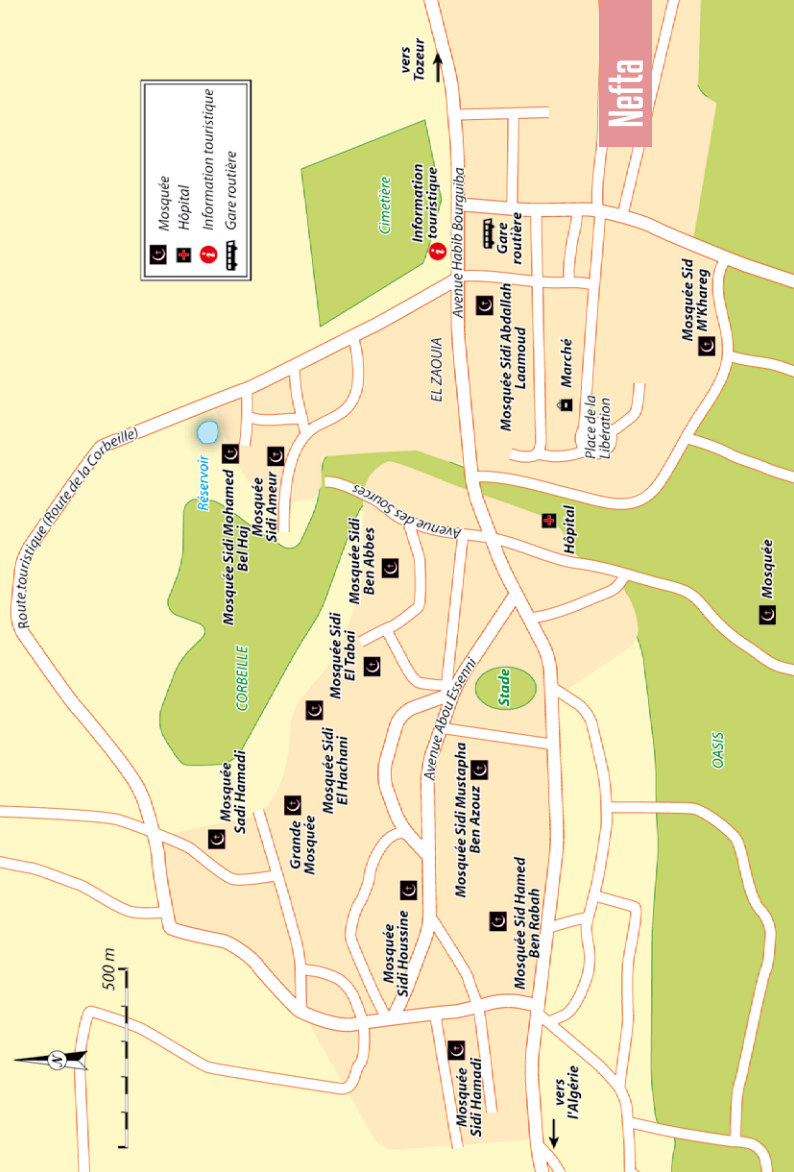 Nefta
Mosquée
Hôpital
Information touristique
Gare routière
500 m
N
Route touristique (Route de la Corbeille)
Réservoir
Cimetière
vers
Tozeur
Information
touristique
Avenue Habib Bourguiba
Gare
routière
Mosquée Sidi Abdallah
Laamoud
EL ZAOUIA
Marché
Place de la
Libération
Mosquée Sid
M'Khareg
Mosquée Sidi Mohamed
Bel Haj
Mosquée
Sidi Ameur
Avenue des Sources
Mosquée Sidi
Ben Abbes
Hôpital
Mosquée
CORBEILLE
Mosquée Sidi
El Tabai
Mosquée Sidi
El Hachani
Avenue Abou Essenni
Stade
OASIS
Mosquée
Sadi Hamadi
Grande
Mosquée
Mosquée Sidi Mustapha
Ben Azouz
Mosquée
Sidi Houssine
Mosquée Sid Hamed
Ben Rabah
Mosquée
Sidi Hamadi
vers
l'Algérie